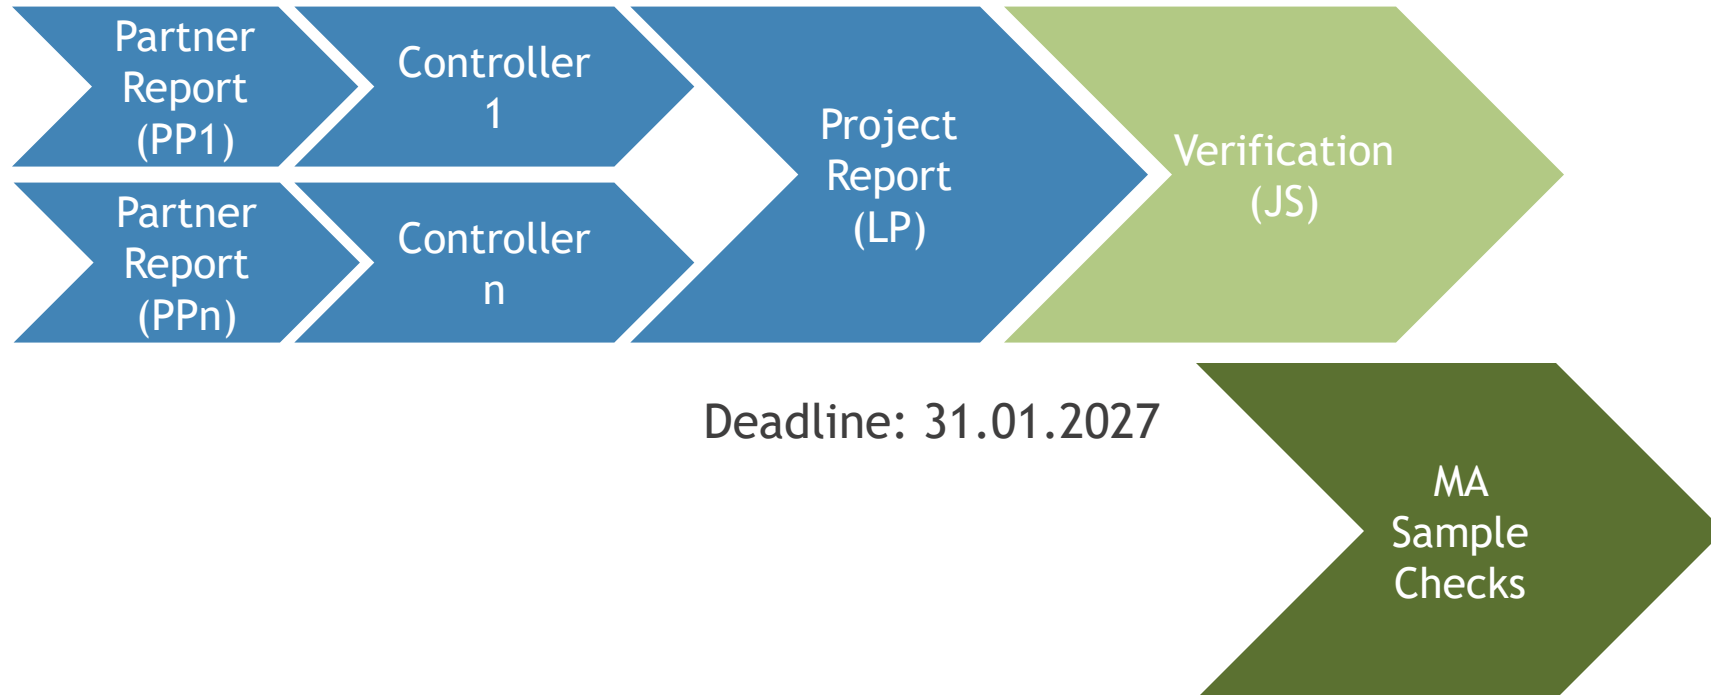 Partner
Report
(PP1)
Controller
1
Partner
Report
(PPn)
Controller
n
Project
Report
(LP)
Verification
(JS)
Deadline: 31.01.2027
MA
Sample
Checks